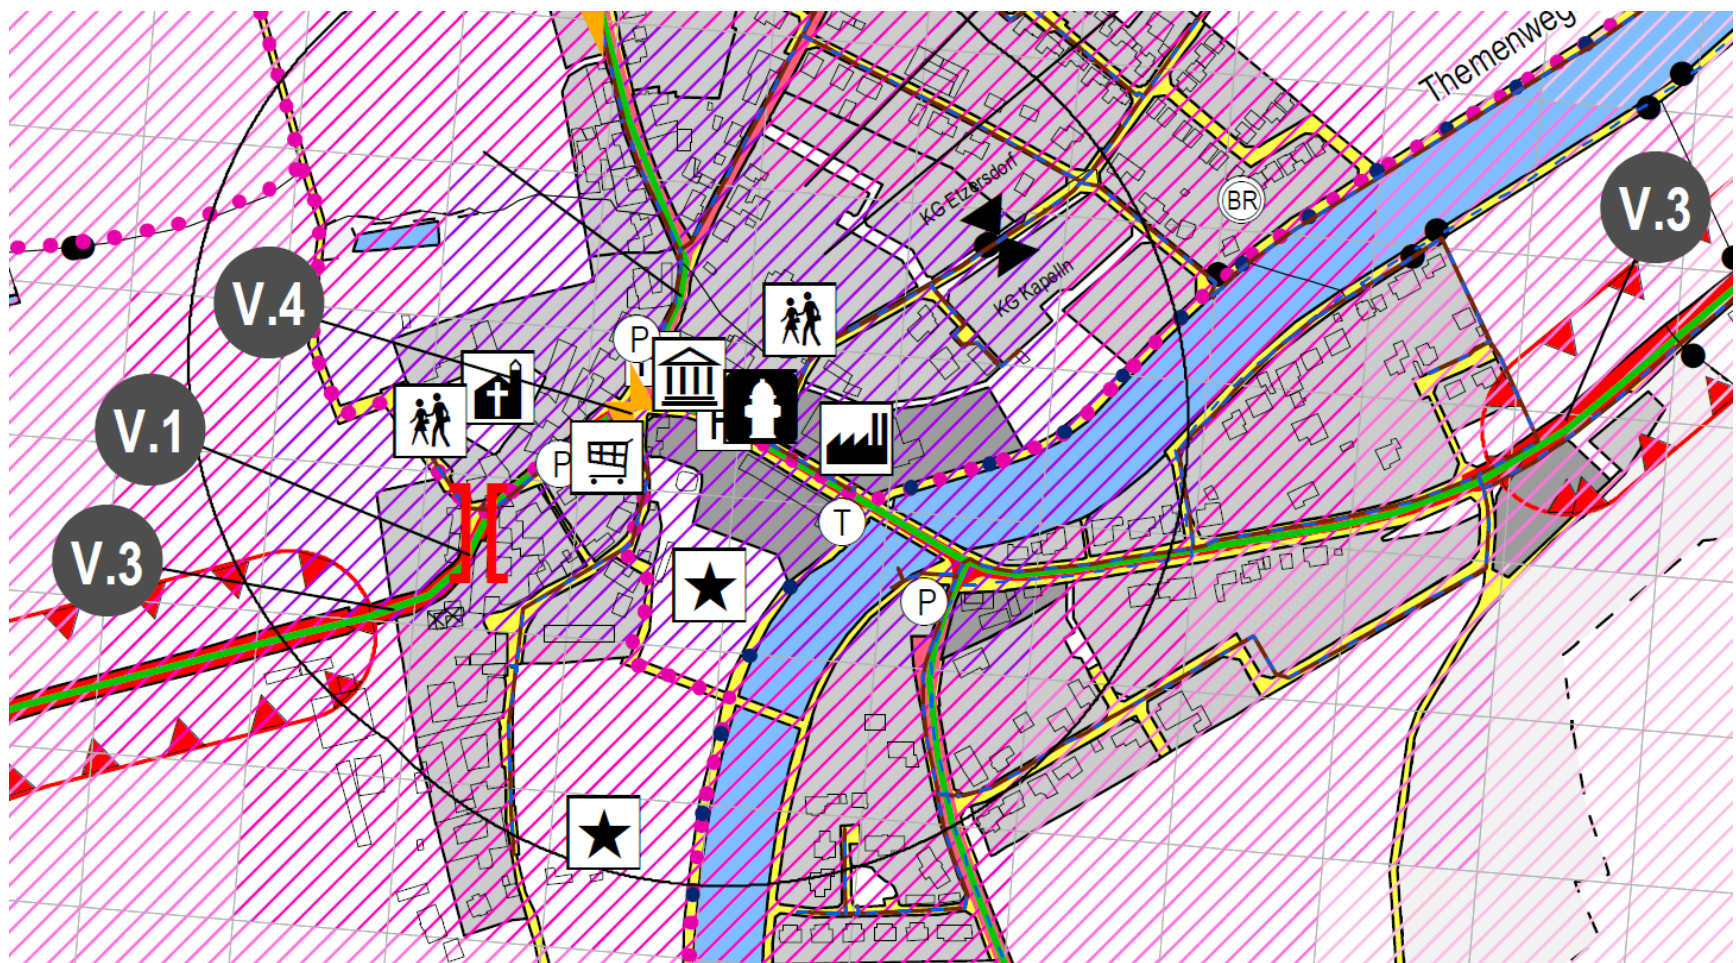 Themenweg
KG Etzersdorf
BR
V.3
KG Kapelln
V.4
P
V.1
P
T
V.3
P